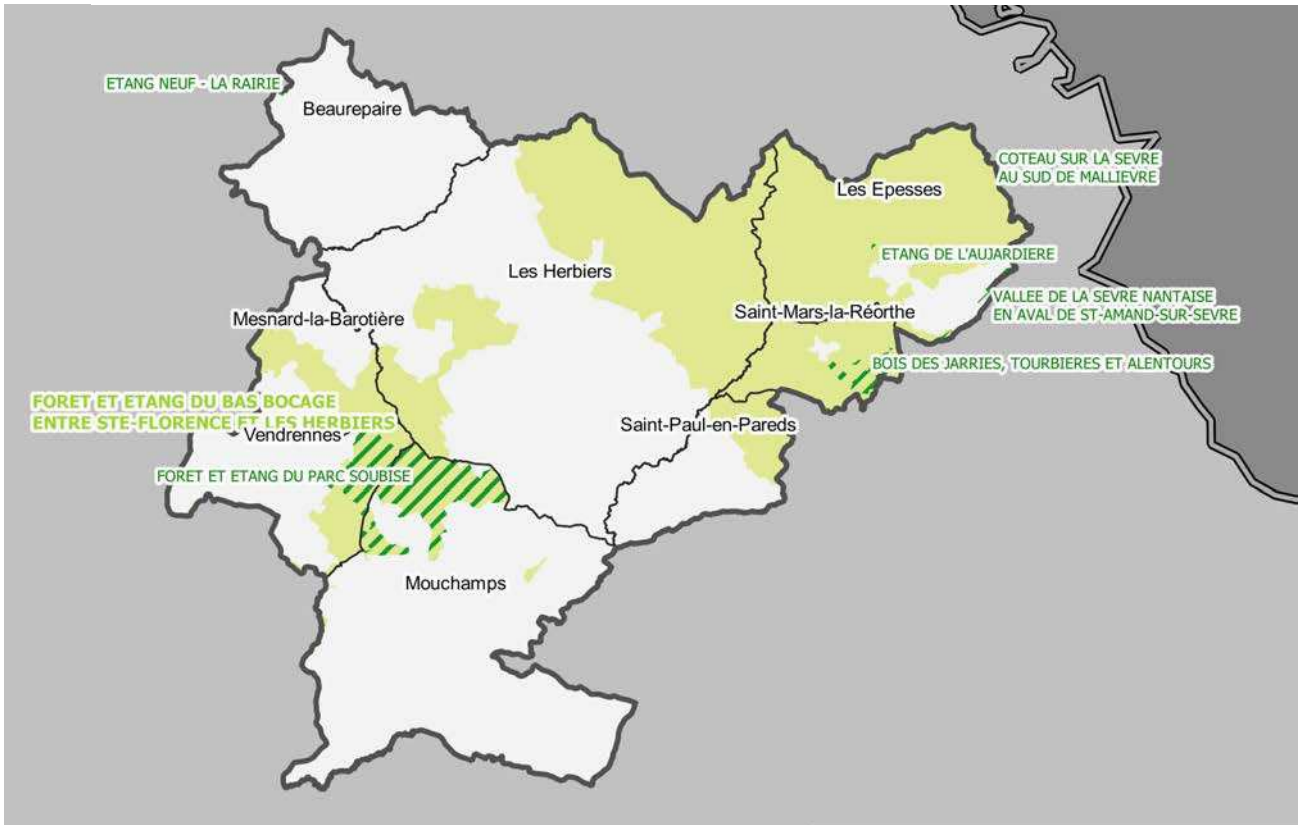 ETANG NEUF - LA RAIRIE
Beaurepaire
COTEAU SUR LA SEVRE
AU SUD DE MALLIEVRE
Les Epesses
ETANG DE L'AUJARDIERE
Les Herbiers
VALLEE DE LA SEVRE NANTAISE
EN AVAL DE ST-AMAND-SUR-SEVRE
Saint-Mars-la-Réorthe
Mesnard-la-Barotière
BOIS DES JARRIES, TOURBIERES ET ALENTOURS
FORET ET ETANG DU BAS BOCAGE
ENTRE STE-FLORENCE ET LES HERBIERS
Saint-Paul-en-Pareds
Vendrennes
FORET ET ETANG DU PARC SOUBISE
Mouchamps